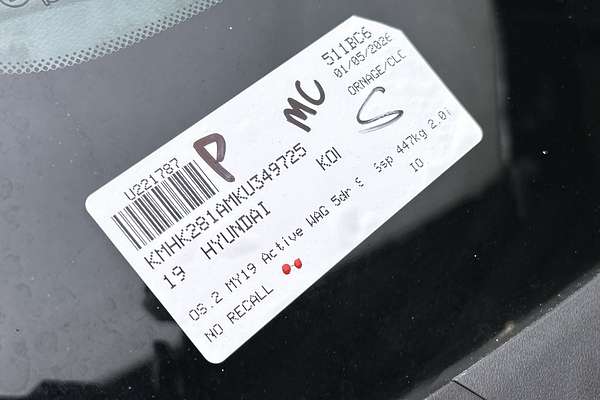 511BC6
01/05/2026
ORNAGE/CLC
P MC S
U221787
KMHK281AMKU349725
19 HYUNDAI KOI
OS.2 MY19 Active WAG 5dr S 6sp 447kg 2.0i
NO RECALL IO